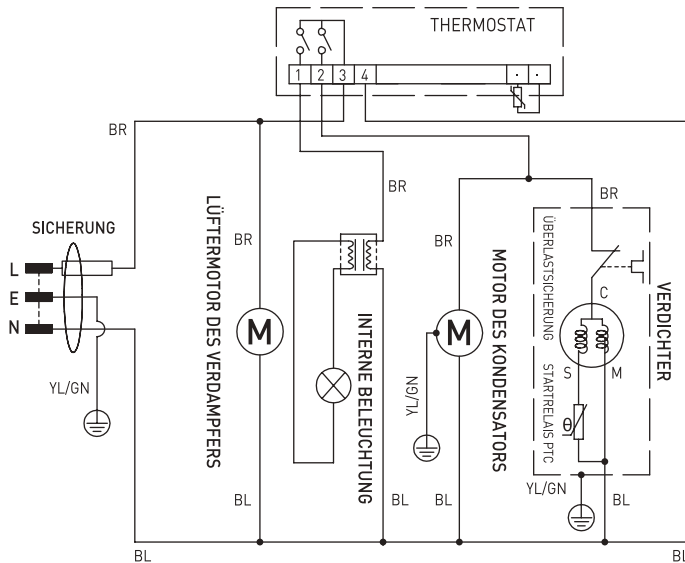 THERMOSTAT
1 2 3 4 · ·
BR
BR
BR
BR
BR
SICHERUNG
L
E
N
YL/GN
LÜFTERMOTOR DES VERDAMPFERS
M
INTERNE BELEUCHTUNG
M
YL/GN
MOTOR DES KONDENSATORS
ÜBERLASTSICHERUNG
VERDICHTER
C
S
M
STARTRELAIS PTC
θ
YL/GN
BL
BL
BL
BL
BL
BL